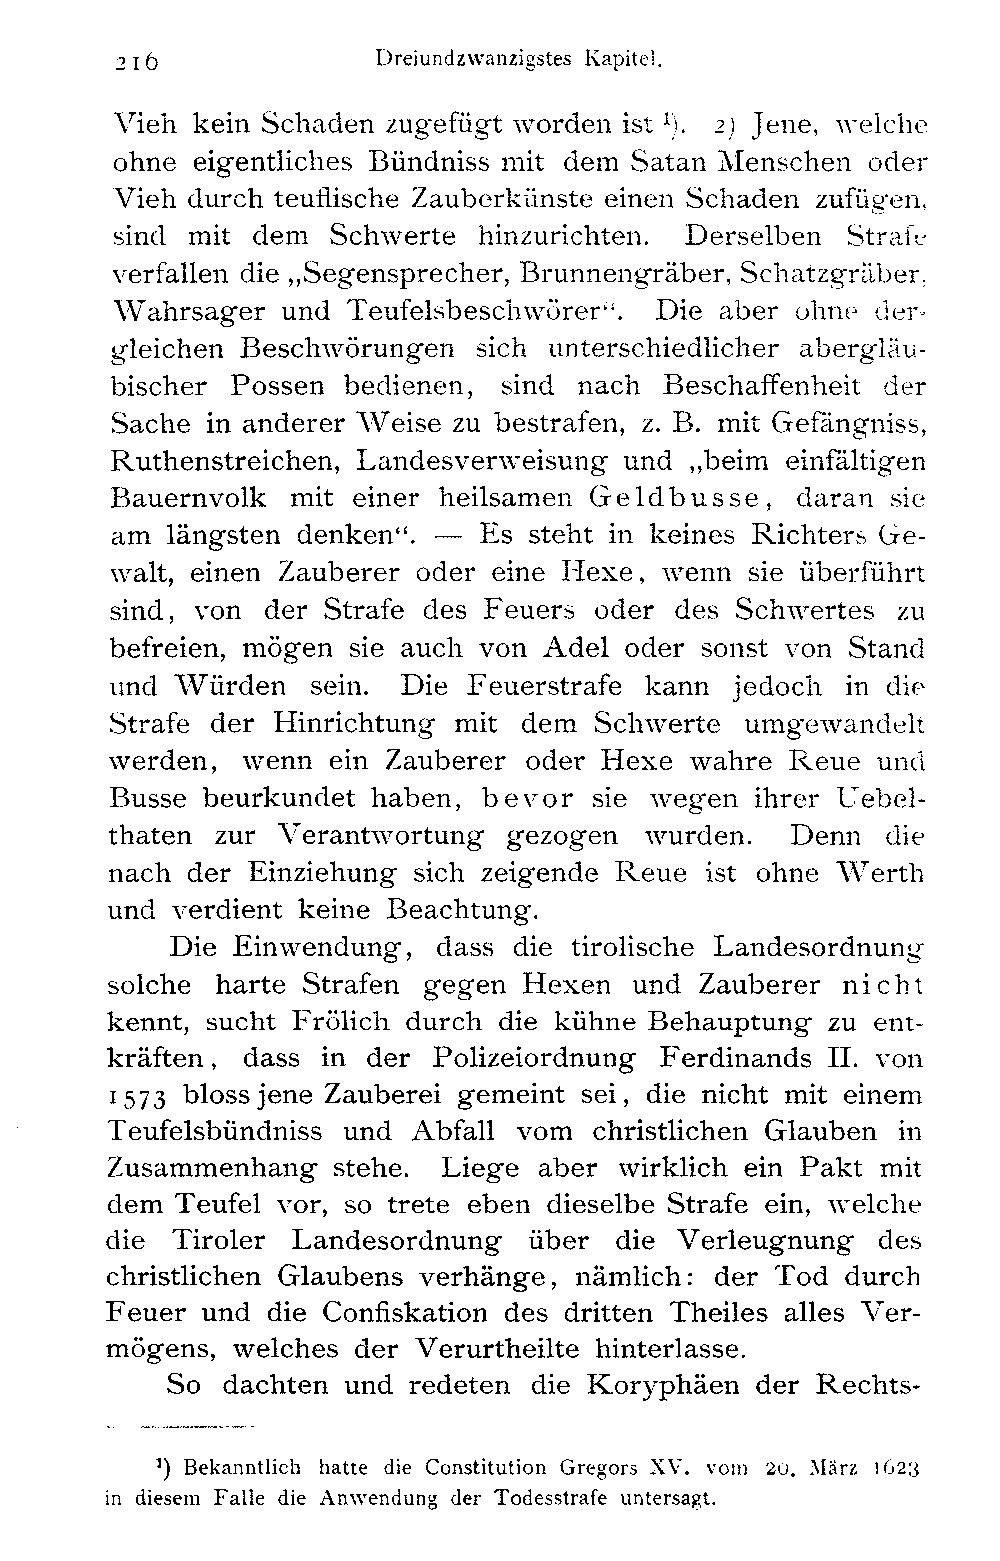 216 Dreiundzwanzigstes Kapitel.
Vieh kein Schaden zugefügt worden ist ¹). 2) Jene, welche
ohne eigentliches Bündniss mit dem Satan Menschen oder
Vieh durch teuflische Zauberkünste einen Schaden zufügen,
sind mit dem Schwerte hinzurichten. Derselben Strafe
verfallen die „Segensprecher, Brunnengräber, Schatzgräber,
Wahrsager und Teufelsbeschwörer“. Die aber ohne der-
gleichen Beschwörungen sich unterschiedlicher abergläu-
bischer Possen bedienen, sind nach Beschaffenheit der
Sache in anderer Weise zu bestrafen, z. B. mit Gefängniss,
Ruthenstreichen, Landesverweisung und „beim einfältigen
Bauernvolk mit einer heilsamen Geldbusse, daran sie
am längsten denken“. — Es steht in keines Richters Ge-
walt, einen Zauberer oder eine Hexe, wenn sie überführt
sind, von der Strafe des Feuers oder des Schwertes zu
befreien, mögen sie auch von Adel oder sonst von Stand
und Würden sein. Die Feuerstrafe kann jedoch in die
Strafe der Hinrichtung mit dem Schwerte umgewandelt
werden, wenn ein Zauberer oder Hexe wahre Reue und
Busse beurkundet haben, bevor sie wegen ihrer Uebel-
thaten zur Verantwortung gezogen wurden. Denn die
nach der Einziehung sich zeigende Reue ist ohne Werth
und verdient keine Beachtung.
Die Einwendung, dass die tirolische Landesordnung
solche harte Strafen gegen Hexen und Zauberer nicht
kennt, sucht Frölich durch die kühne Behauptung zu ent-
kräften, dass in der Polizeiordnung Ferdinands II. von
1573 bloss jene Zauberei gemeint sei, die nicht mit einem
Teufelsbündniss und Abfall vom christlichen Glauben in
Zusammenhang stehe. Liege aber wirklich ein Pakt mit
dem Teufel vor, so trete eben dieselbe Strafe ein, welche
die Tiroler Landesordnung über die Verleugnung des
christlichen Glaubens verhänge, nämlich: der Tod durch
Feuer und die Confiskation des dritten Theiles alles Ver-
mögens, welches der Verurtheilte hinterlasse.
So dachten und redeten die Koryphäen der Rechts-
¹) Bekanntlich hatte die Constitution Gregors XV. vom 20. März 1623
in diesem Falle die Anwendung der Todesstrafe untersagt.